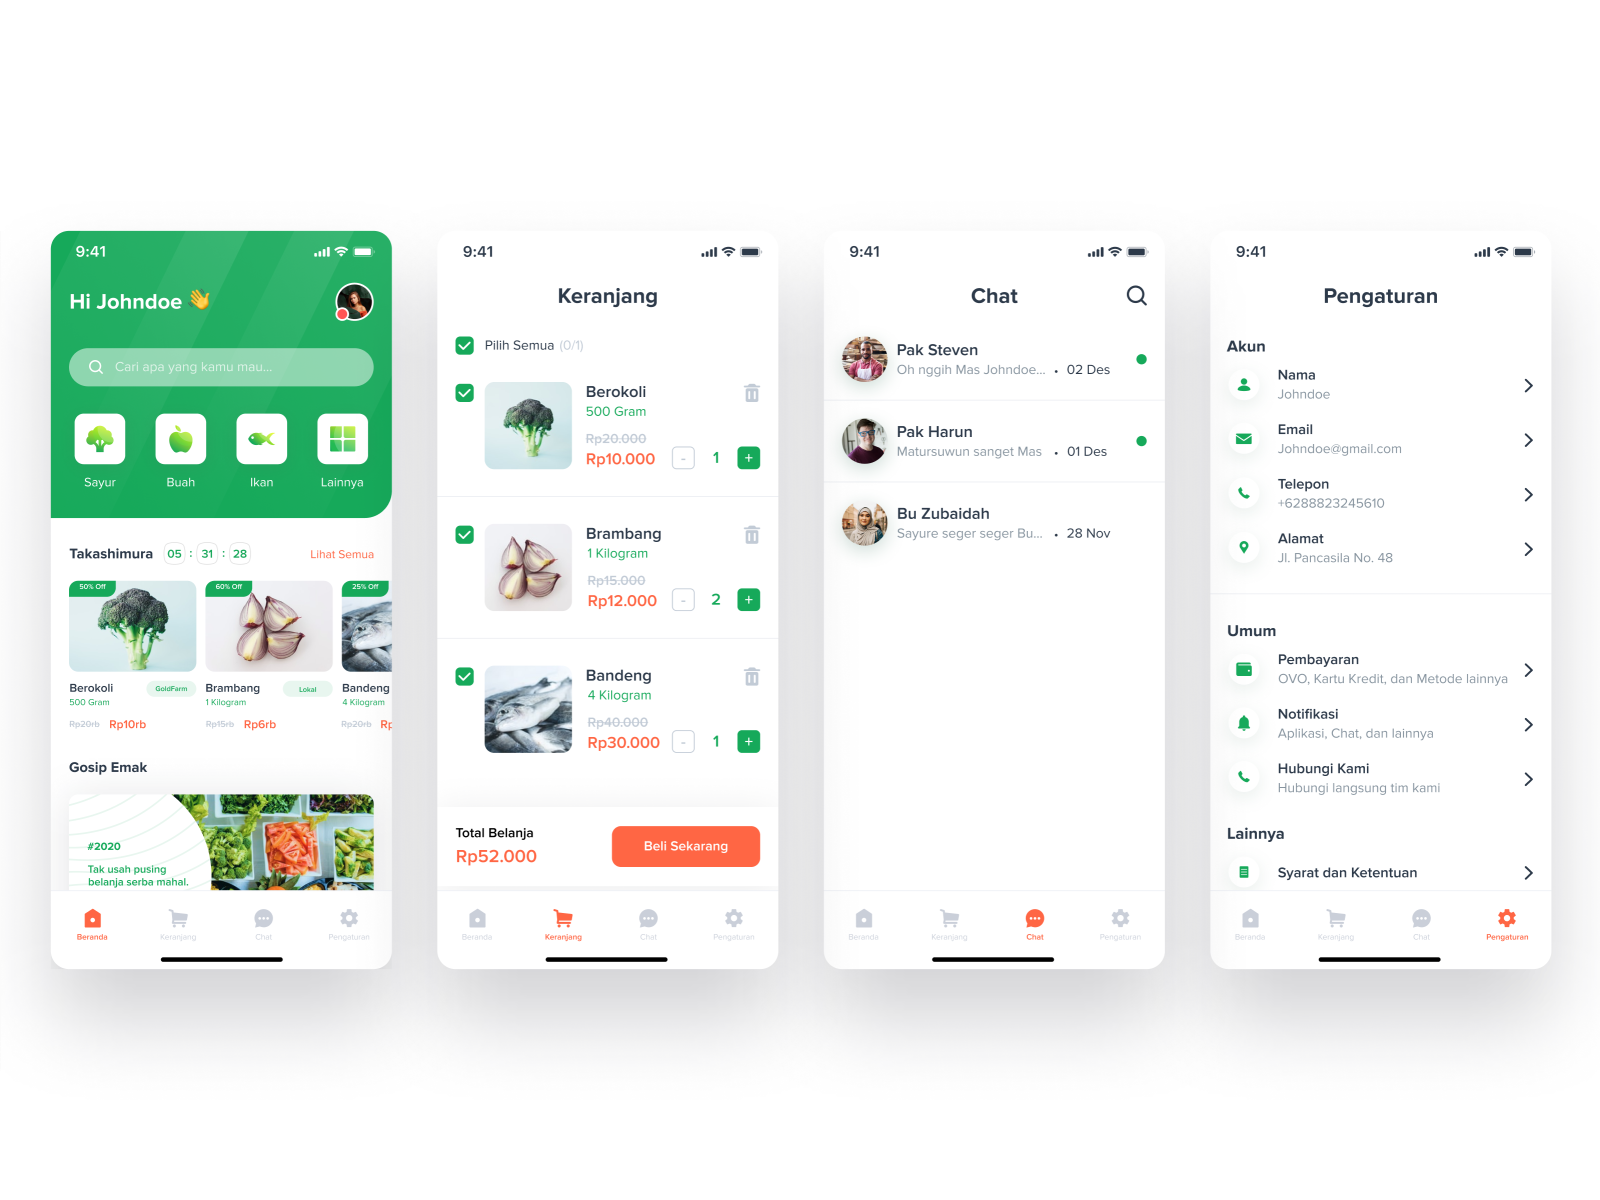 9:41
Hi Johndoe 👋
Cari apa yang kamu mau...
Sayur
Buah
Ikan
Lainnya
Takashimura 05 : 31 : 28 Lihat Semua
50% Off
60% Off
25% Off
Berokoli GoldFarm
500 Gram
Rp20rb Rp10rb
Brambang Lokal
1 Kilogram
Rp15rb Rp6rb
Bandeng
4 Kilogram
Rp20rb Rp
Gosip Emak
#2020
Tak usah pusing
belanja serba mahal.
Beranda
Keranjang
Chat
Pengaturan
9:41
Keranjang
Pilih Semua (0/1)
Berokoli
500 Gram
Rp20.000
Rp10.000 - 1 +
Brambang
1 Kilogram
Rp15.000
Rp12.000 - 2 +
Bandeng
4 Kilogram
Rp40.000
Rp30.000 - 1 +
Total Belanja
Rp52.000
Beli Sekarang
Beranda
Keranjang
Chat
Pengaturan
9:41
Chat
Pak Steven
Oh nggih Mas Johndoe... • 02 Des
Pak Harun
Matursuwun sanget Mas • 01 Des
Bu Zubaidah
Sayure seger seger Bu... • 28 Nov
Beranda
Keranjang
Chat
Pengaturan
9:41
Pengaturan
Akun
Nama
Johndoe
Email
Johndoe@gmail.com
Telepon
+6288823245610
Alamat
Jl. Pancasila No. 48
Umum
Pembayaran
OVO, Kartu Kredit, dan Metode lainnya
Notifikasi
Aplikasi, Chat, dan lainnya
Hubungi Kami
Hubungi langsung tim kami
Lainnya
Syarat dan Ketentuan
Beranda
Keranjang
Chat
Pengaturan